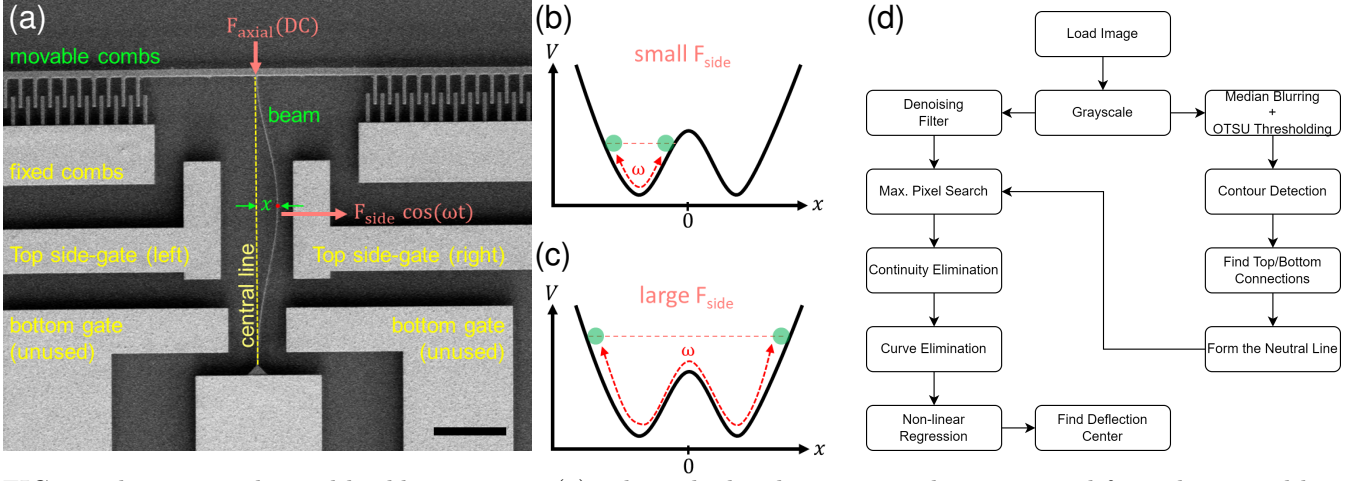 (a)
F_axial(DC)
movable combs
beam
fixed combs
x
F_side cos(ωt)
Top side-gate (left)
Top side-gate (right)
central line
bottom gate
(unused)
bottom gate
(unused)
(b)
V
small F_side
ω
0
x
(c)
V
large F_side
ω
0
x
(d)
Load Image
Grayscale
Denoising
Filter
Median Blurring
+
OTSU Thresholding
Max. Pixel Search
Contour Detection
Continuity Elimination
Find Top/Bottom
Connections
Curve Elimination
Form the Neutral Line
Non-linear
Regression
Find Deflection
Center